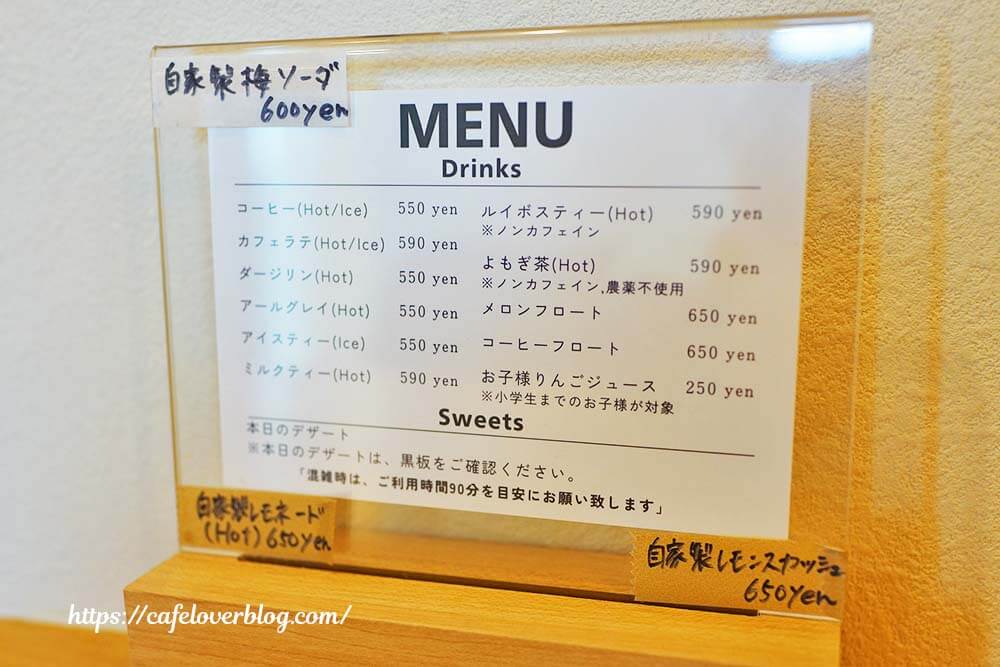 自家製梅ソーダ
600yen
MENU
Drinks
コーヒー(Hot/Ice) 550 yen
カフェラテ(Hot/Ice) 590 yen
ダージリン(Hot) 550 yen
アールグレイ(Hot) 550 yen
アイスティー(Ice) 550 yen
ミルクティー(Hot) 590 yen
ルイボスティー(Hot) 590 yen
※ノンカフェイン
よもぎ茶(Hot) 590 yen
※ノンカフェイン,農薬不使用
メロンフロート 650 yen
コーヒーフロート 650 yen
お子様りんごジュース 250 yen
※小学生までのお子様が対象
Sweets
本日のデザート
※本日のデザートは、黒板をご確認ください。
「混雑時は、ご利用時間90分を目安にお願い致します」
自家製レモネード
(Hot) 650yen
自家製レモンスカッシュ
650yen
https://cafeloverblog.com/